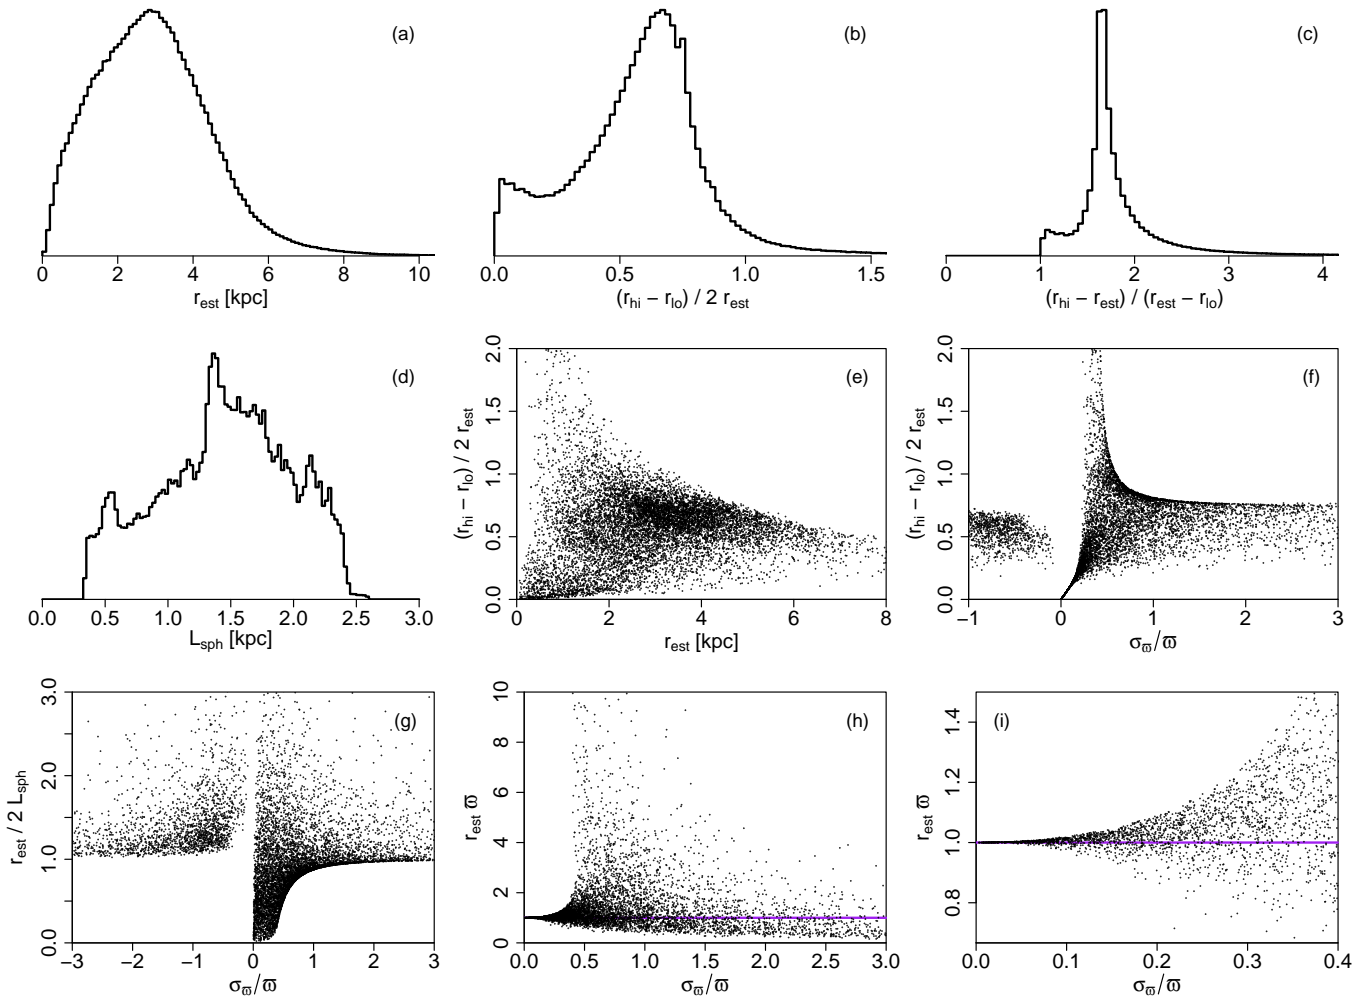 (a)
0 2 4 6 8 10
r_est [kpc]
(b)
0.0 0.5 1.0 1.5
(r_hi − r_lo) / 2 r_est
(c)
0 1 2 3 4
(r_hi − r_est) / (r_est − r_lo)
(d)
0.0 0.5 1.0 1.5 2.0 2.5 3.0
L_sph [kpc]
(e)
(r_hi − r_lo) / 2 r_est
0.0 0.5 1.0 1.5 2.0
0 2 4 6 8
r_est [kpc]
(f)
(r_hi − r_lo) / 2 r_est
0.0 0.5 1.0 1.5 2.0
−1 0 1 2 3
σ_ϖ/ϖ
(g)
r_est / 2 L_sph
0.0 1.0 2.0 3.0
−3 −2 −1 0 1 2 3
σ_ϖ/ϖ
(h)
r_est ϖ
0 2 4 6 8 10
0.0 0.5 1.0 1.5 2.0 2.5 3.0
σ_ϖ/ϖ
(i)
r_est ϖ
0.8 1.0 1.2 1.4
0.0 0.1 0.2 0.3 0.4
σ_ϖ/ϖ